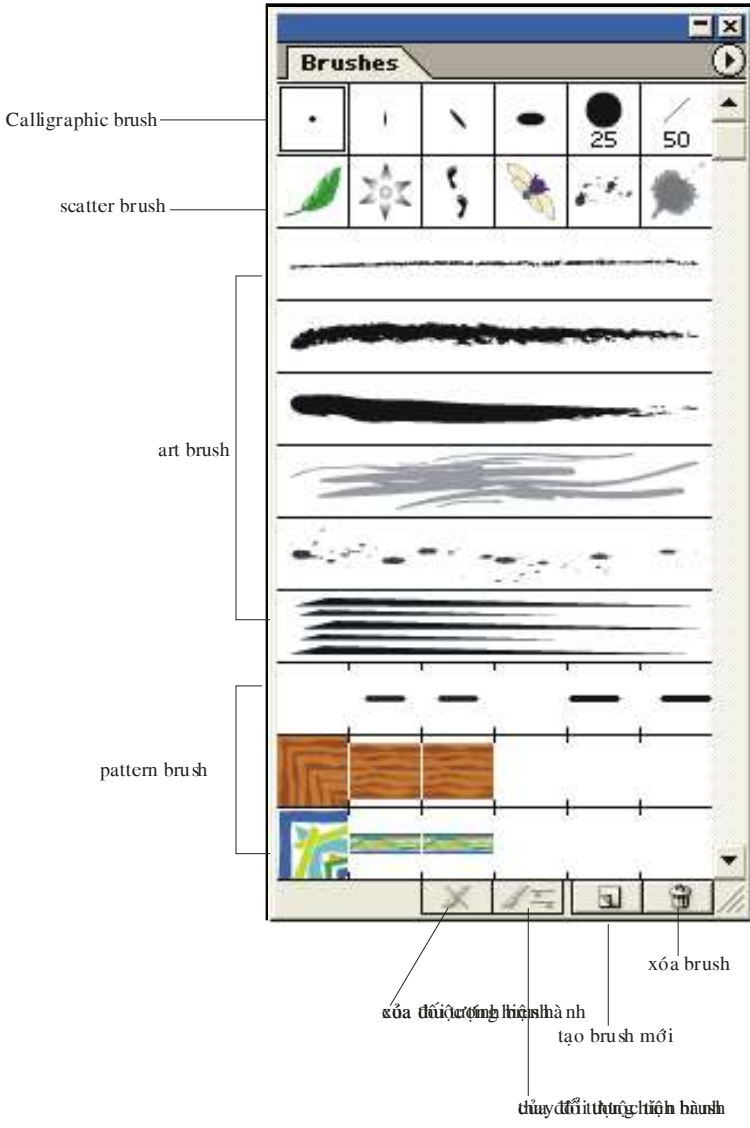 Brushes
Calligraphic brush
25 50
scatter brush
art brush
pattern brush
xóa brush
tạo brush mới